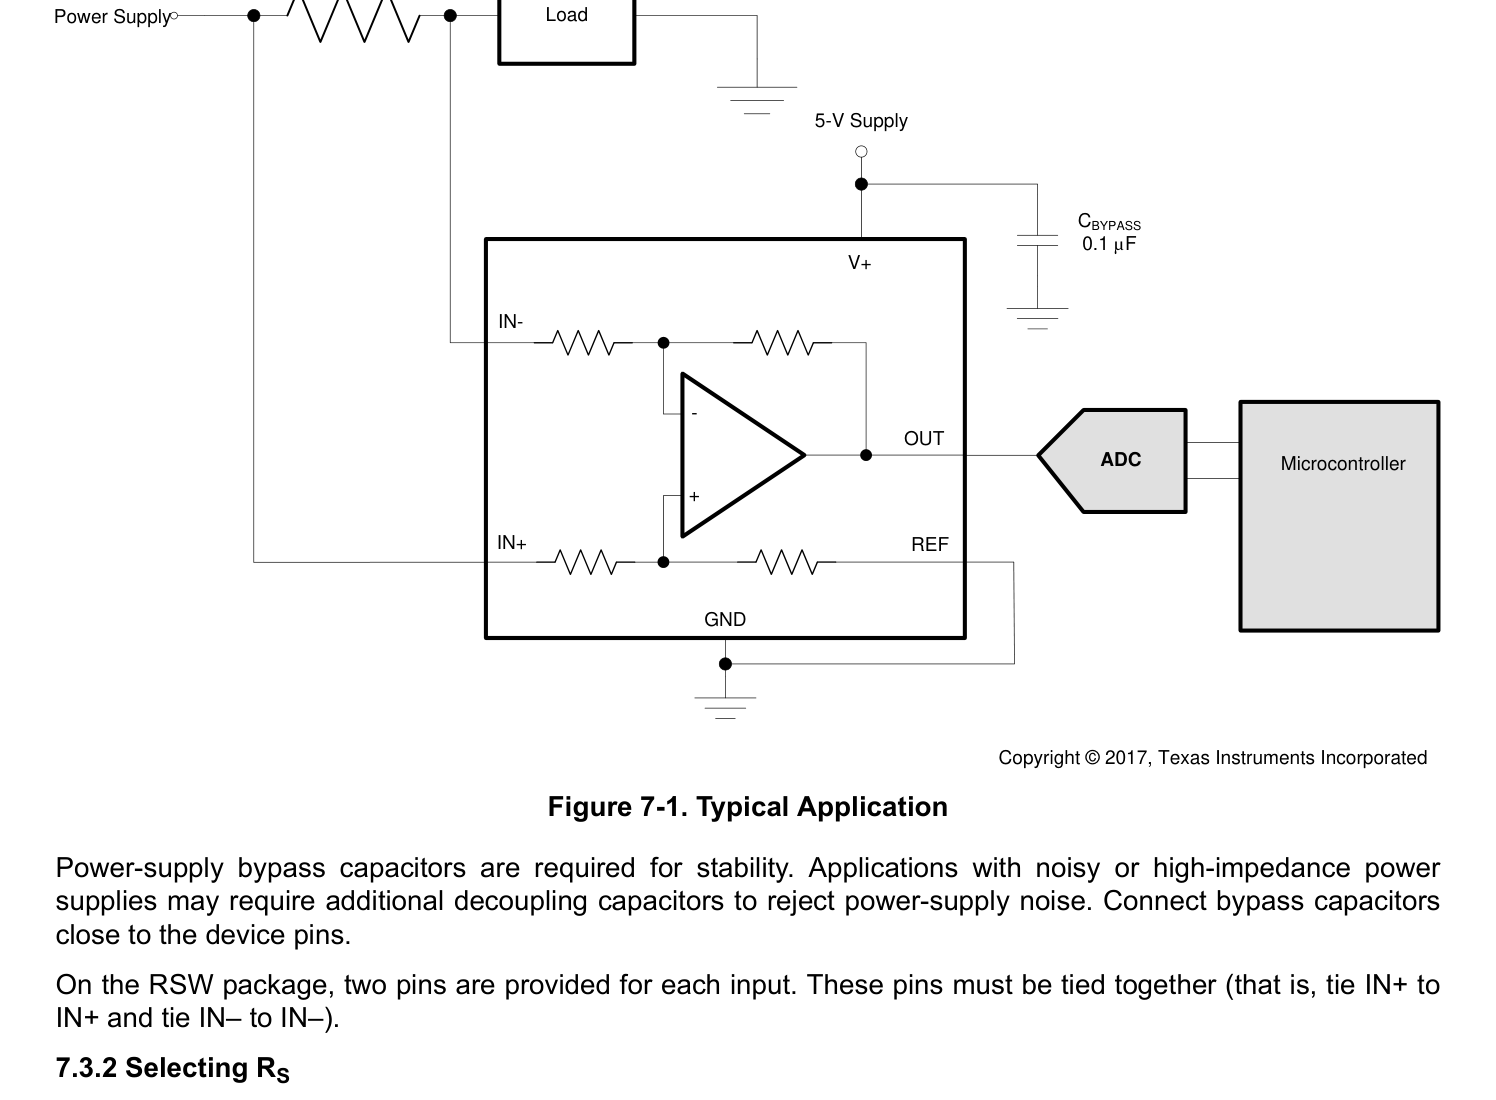 Power Supply
Load
5-V Supply
C_BYPASS
0.1 μF
V+
IN-
-
OUT
ADC
Microcontroller
+
IN+
REF
GND
Copyright © 2017, Texas Instruments Incorporated
Figure 7-1. Typical Application
Power-supply bypass capacitors are required for stability. Applications with noisy or high-impedance power
supplies may require additional decoupling capacitors to reject power-supply noise. Connect bypass capacitors
close to the device pins.
On the RSW package, two pins are provided for each input. These pins must be tied together (that is, tie IN+ to
IN+ and tie IN– to IN–).
7.3.2 Selecting R_S